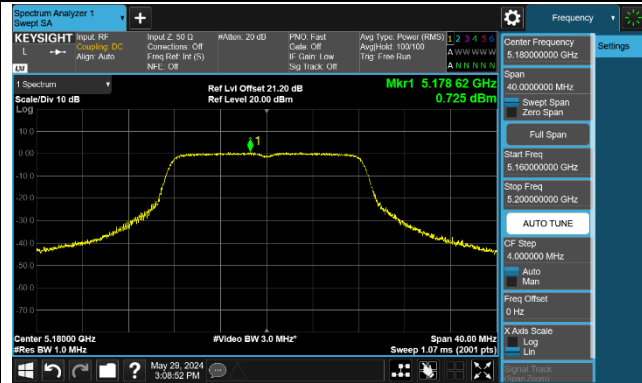 Spectrum Analyzer 1
Swept SA
+
Frequency
KEYSIGHT
L
LXI
Input: RF
Coupling: DC
Align: Auto
Input Z: 50 Ω
Corrections: Off
Freq Ref: Int (S)
NFE: Off
#Atten: 20 dB
PNO: Fast
Gate: Off
IF Gain: Low
Sig Track: Off
Avg Type: Power (RMS)
Avg|Hold: 100/100
Trig: Free Run
1 2 3 4 5 6
A W W W W W
A N N N N N
1 Spectrum
Scale/Div 10 dB
Log
Ref Lvl Offset 21.20 dB
Ref Level 20.00 dBm
Mkr1 5.178 62 GHz
0.725 dBm
1
10.0
0.00
-10.0
-20.0
-30.0
-40.0
-50.0
-60.0
-70.0
Center 5.18000 GHz
#Res BW 1.0 MHz
#Video BW 3.0 MHz*
Span 40.00 MHz
Sweep 1.07 ms (2001 pts)
Center Frequency
5.180000000 GHz
Span
40.0000000 MHz
Swept Span
Zero Span
Full Span
Start Freq
5.160000000 GHz
Stop Freq
5.200000000 GHz
AUTO TUNE
CF Step
4.000000 MHz
Auto
Man
Freq Offset
0 Hz
X Axis Scale
Log
Lin
Signal Track
(Span Zoom)
Settings
?
May 29, 2024
3:08:52 PM